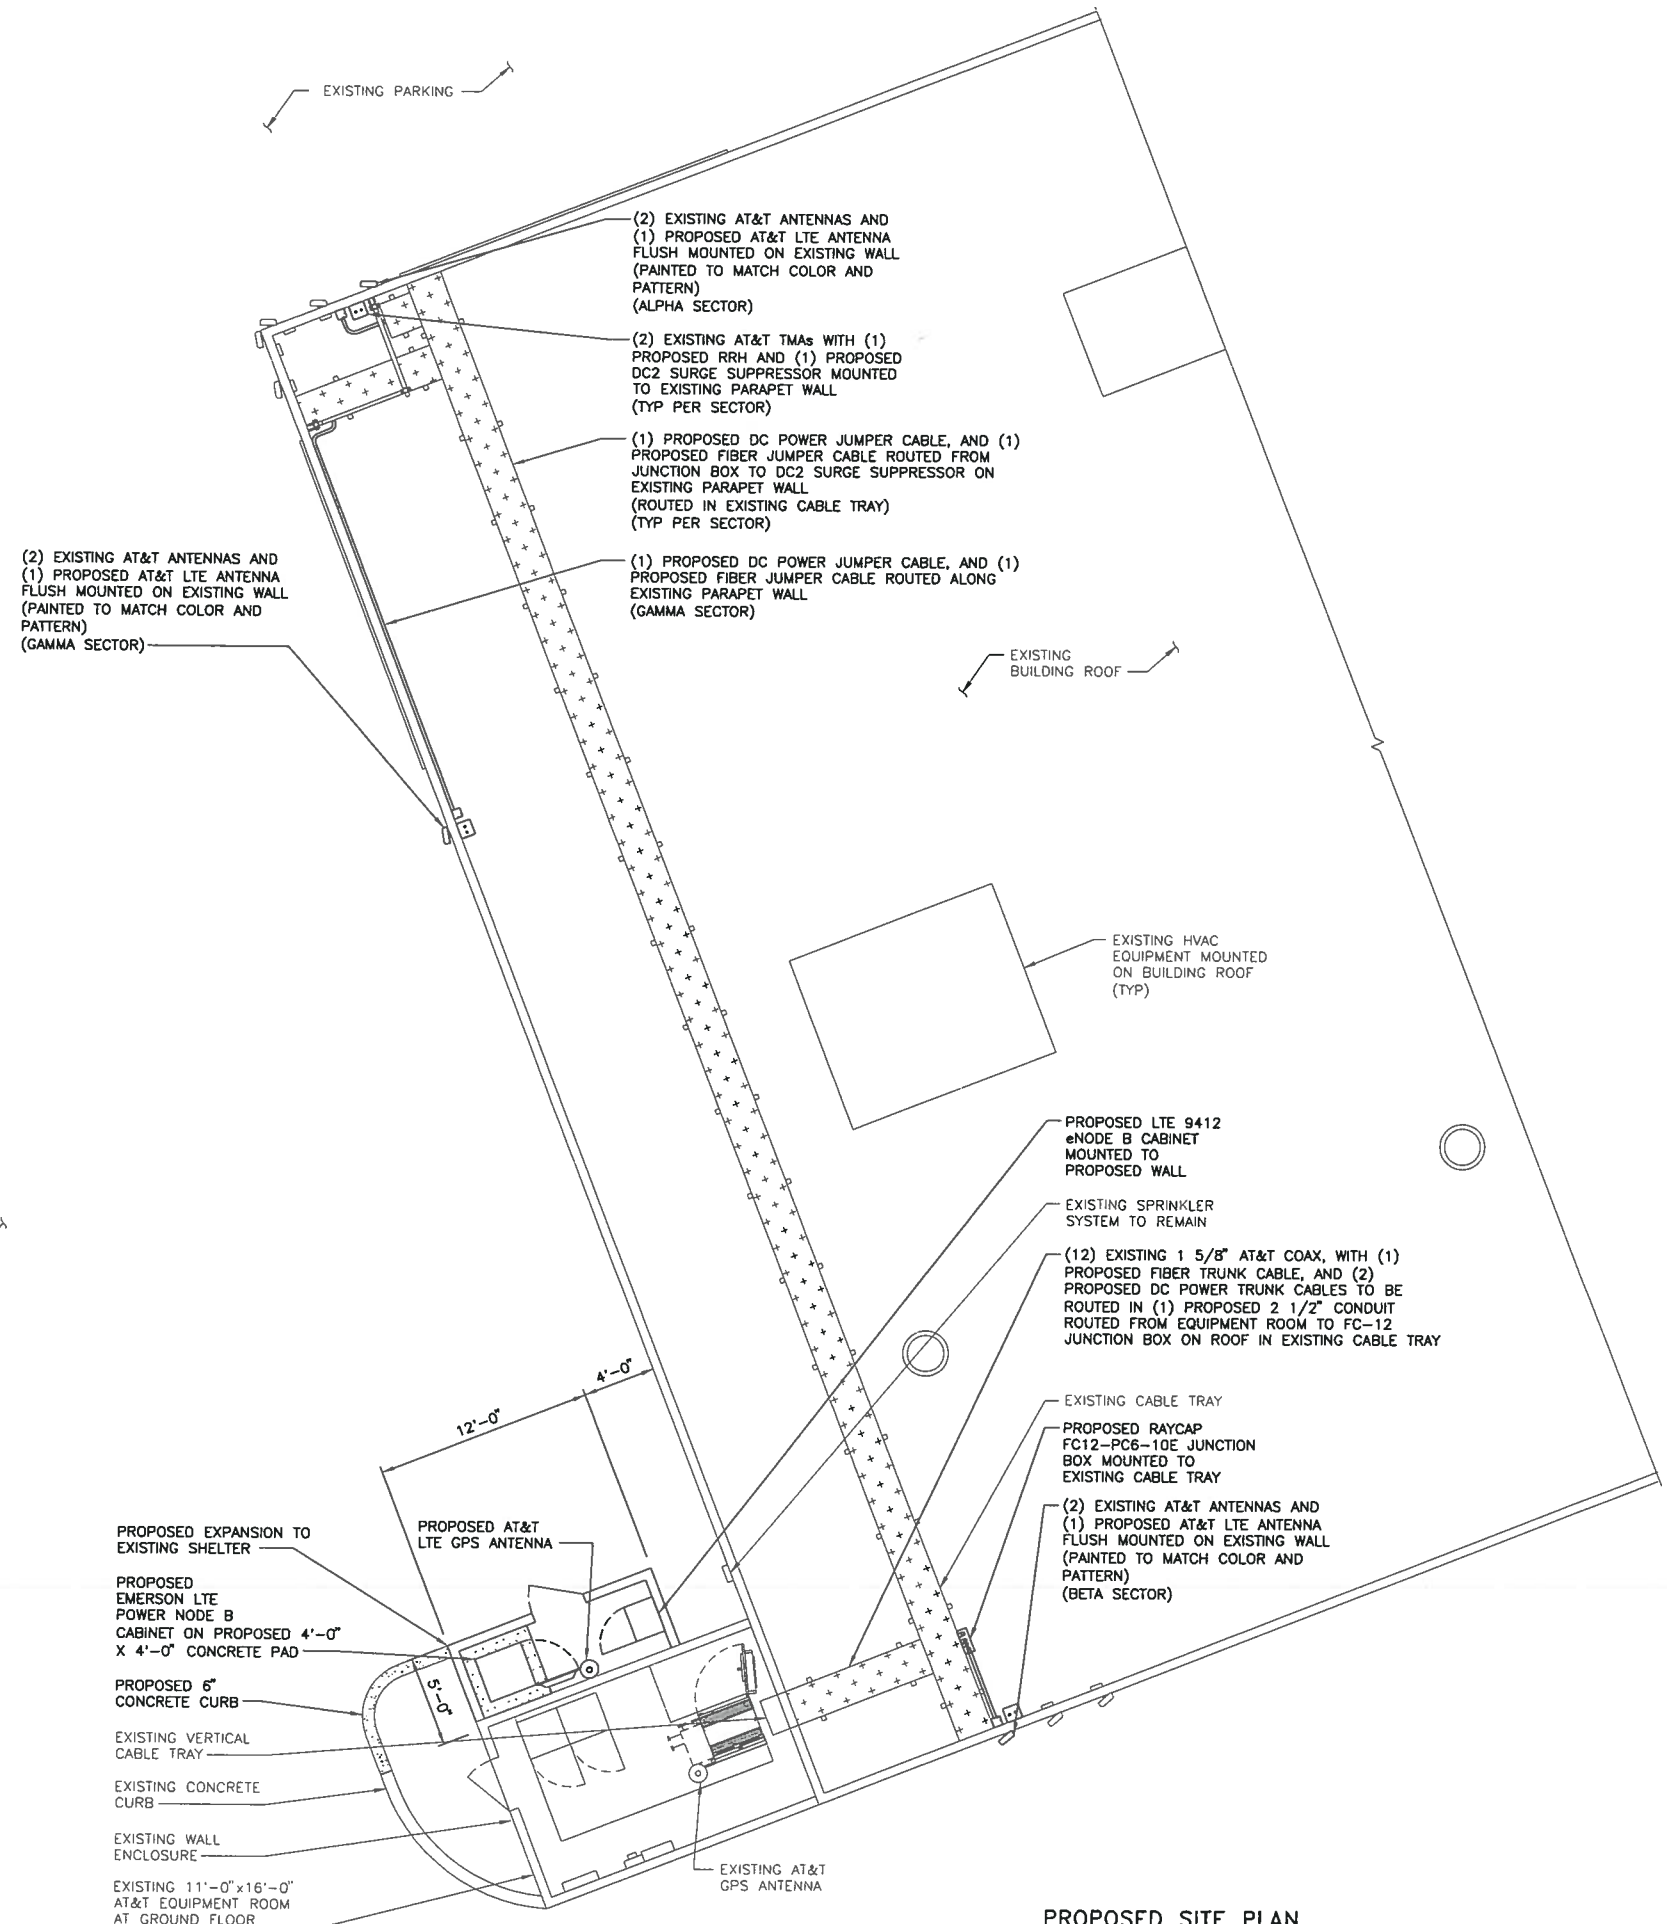 EXISTING PARKING
(2) EXISTING AT&T ANTENNAS AND
(1) PROPOSED AT&T LTE ANTENNA
FLUSH MOUNTED ON EXISTING WALL
(PAINTED TO MATCH COLOR AND
PATTERN)
(ALPHA SECTOR)
(2) EXISTING AT&T TMAs WITH (1)
PROPOSED RRH AND (1) PROPOSED
DC2 SURGE SUPPRESSOR MOUNTED
TO EXISTING PARAPET WALL
(TYP PER SECTOR)
(1) PROPOSED DC POWER JUMPER CABLE, AND (1)
PROPOSED FIBER JUMPER CABLE ROUTED FROM
JUNCTION BOX TO DC2 SURGE SUPPRESSOR ON
EXISTING PARAPET WALL
(ROUTED IN EXISTING CABLE TRAY)
(TYP PER SECTOR)
(2) EXISTING AT&T ANTENNAS AND
(1) PROPOSED AT&T LTE ANTENNA
FLUSH MOUNTED ON EXISTING WALL
(PAINTED TO MATCH COLOR AND
PATTERN)
(GAMMA SECTOR)
(1) PROPOSED DC POWER JUMPER CABLE, AND (1)
PROPOSED FIBER JUMPER CABLE ROUTED ALONG
EXISTING PARAPET WALL
(GAMMA SECTOR)
EXISTING
BUILDING ROOF
EXISTING HVAC
EQUIPMENT MOUNTED
ON BUILDING ROOF
(TYP)
PROPOSED LTE 9412
eNODE B CABINET
MOUNTED TO
PROPOSED WALL
EXISTING SPRINKLER
SYSTEM TO REMAIN
(12) EXISTING 1 5/8" AT&T COAX, WITH (1)
PROPOSED FIBER TRUNK CABLE, AND (2)
PROPOSED DC POWER TRUNK CABLES TO BE
ROUTED IN (1) PROPOSED 2 1/2" CONDUIT
ROUTED FROM EQUIPMENT ROOM TO FC-12
JUNCTION BOX ON ROOF IN EXISTING CABLE TRAY
4'-0"
12'-0"
EXISTING CABLE TRAY
PROPOSED RAYCAP
FC12-PC6-10E JUNCTION
BOX MOUNTED TO
EXISTING CABLE TRAY
(2) EXISTING AT&T ANTENNAS AND
(1) PROPOSED AT&T LTE ANTENNA
FLUSH MOUNTED ON EXISTING WALL
(PAINTED TO MATCH COLOR AND
PATTERN)
(BETA SECTOR)
PROPOSED EXPANSION TO
EXISTING SHELTER
PROPOSED AT&T
LTE GPS ANTENNA
PROPOSED
EMERSON LTE
POWER NODE B
CABINET ON PROPOSED 4'-0"
X 4'-0" CONCRETE PAD
5'-0"
PROPOSED 6"
CONCRETE CURB
EXISTING VERTICAL
CABLE TRAY
EXISTING CONCRETE
CURB
EXISTING WALL
ENCLOSURE
EXISTING AT&T
GPS ANTENNA
EXISTING 11'-0"x16'-0"
AT&T EQUIPMENT ROOM
AT GROUND FLOOR
PROPOSED SITE PLAN